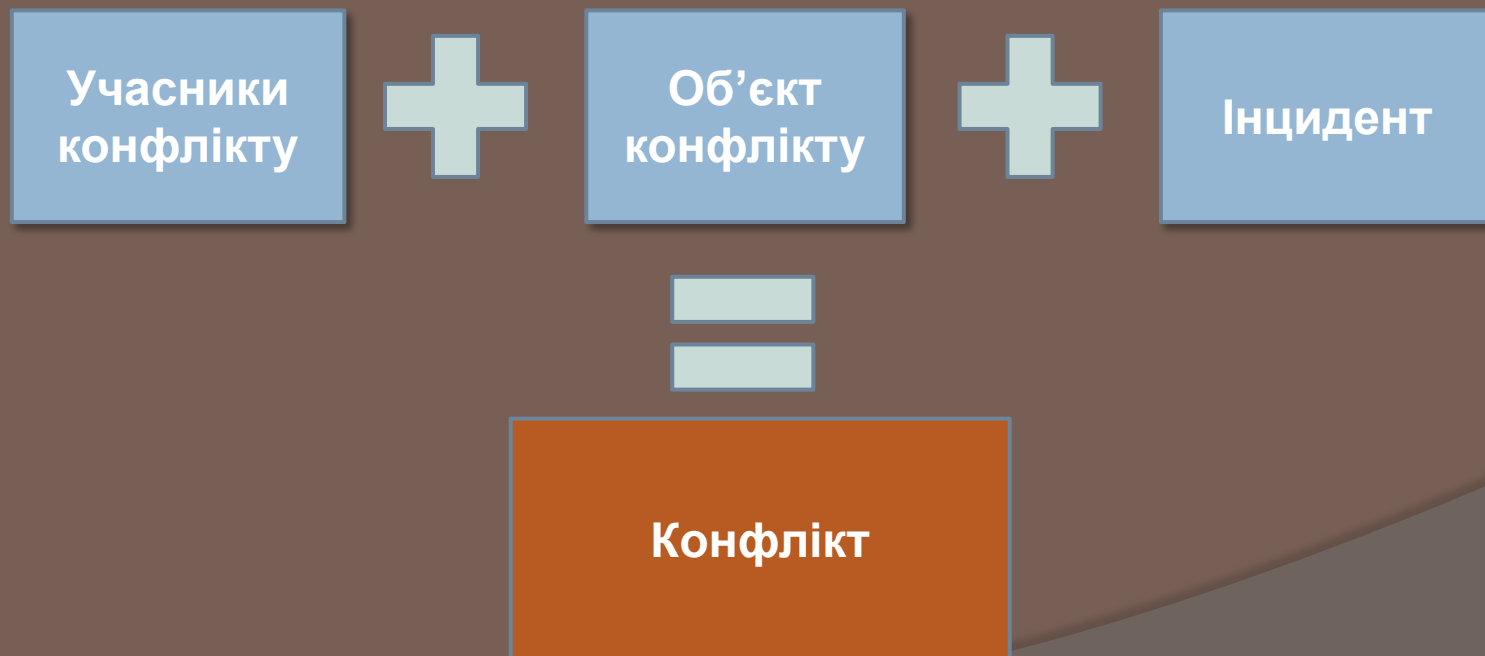 Учасники
конфлікту
Об’єкт
конфлікту
Інцидент
Конфлікт